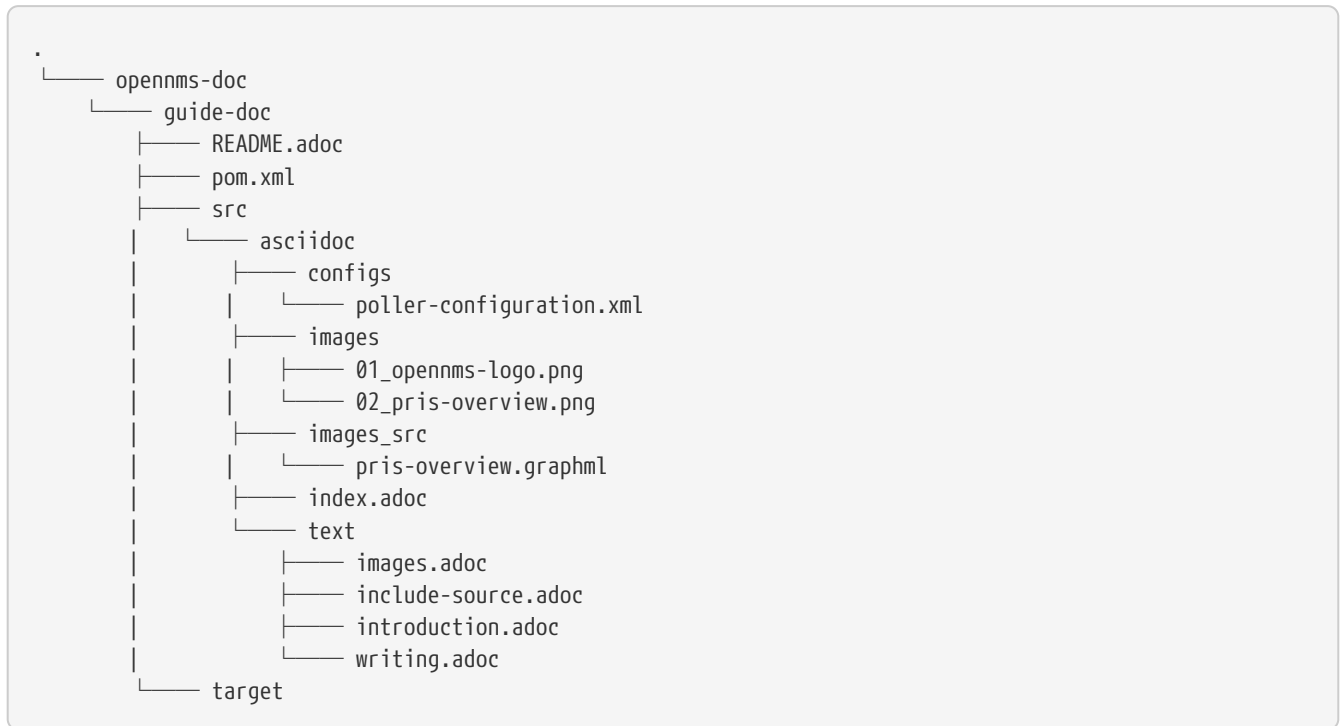 .
└── opennms-doc
    └── guide-doc
        ├── README.adoc
        ├── pom.xml
        ├── src
        |   └── asciidoc
        |       ├── configs
        |       |   └── poller-configuration.xml
        |       ├── images
        |       |   ├── 01_opennms-logo.png
        |       |   └── 02_pris-overview.png
        |       ├── images_src
        |       |   └── pris-overview.graphml
        |       ├── index.adoc
        |       └── text
        |           ├── images.adoc
        |           ├── include-source.adoc
        |           ├── introduction.adoc
        |           └── writing.adoc
        └── target